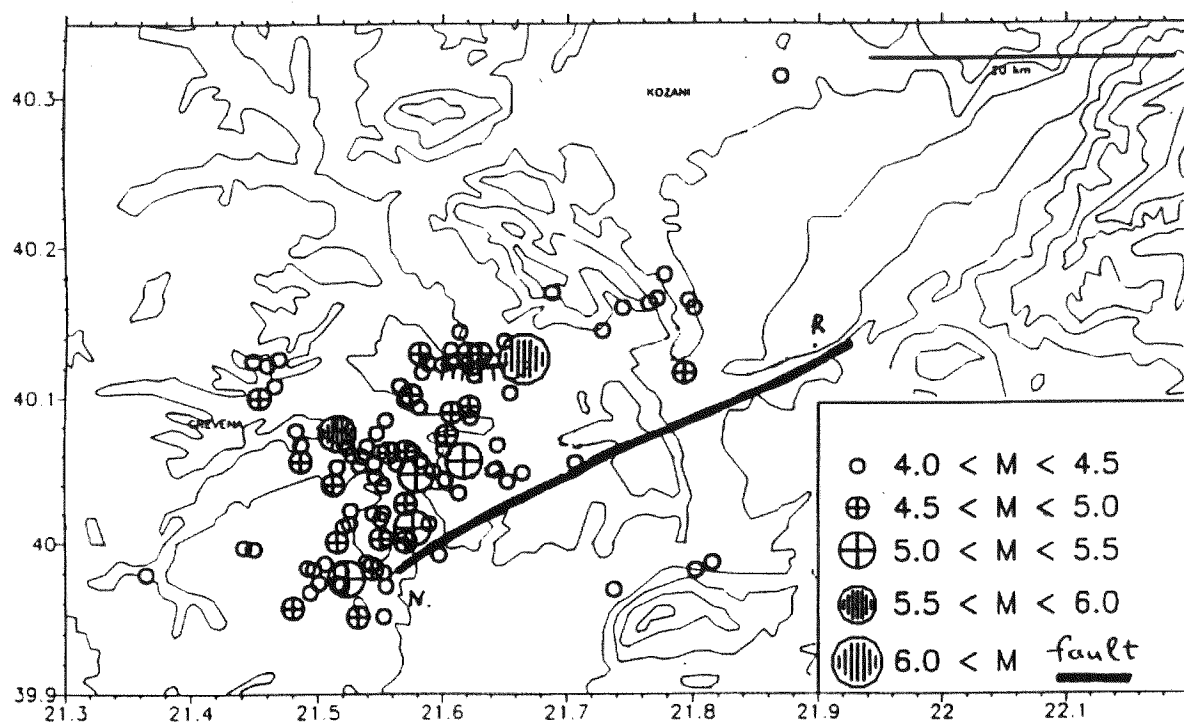 40.3
KOZANI
20 km
40.2
R
40.1
GREVENA
○ 4.0 < M < 4.5
4.5 < M < 5.0
40
5.0 < M < 5.5
N.
5.5 < M < 6.0
6.0 < M fault
39.9
21.3 21.4 21.5 21.6 21.7 21.8 21.9 22 22.1